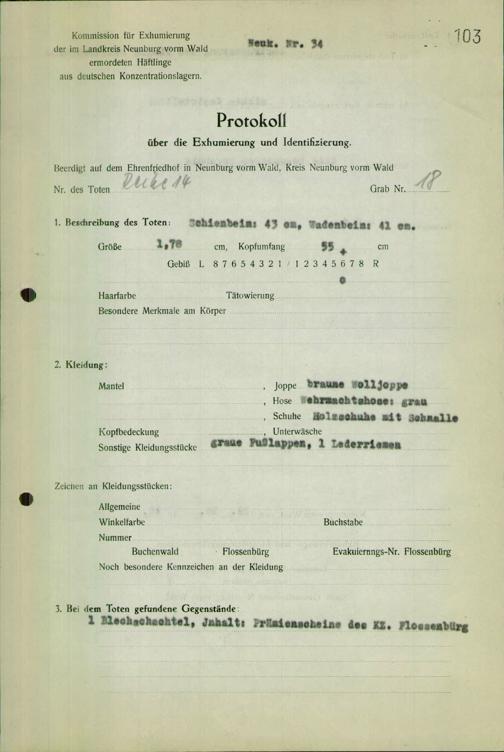 Kommission für Exhumierung
der im Landkreis Neunburg vorm Wald
ermordeten Häftlinge
aus deutschen Konzentrationslagern.
Neuk. Nr. 34
103
Protokoll
über die Exhumierung und Identifizierung.
Beerdigt auf dem Ehrenfriedhof in Neunburg vorm Wald, Kreis Neunburg vorm Wald
Nr. des Toten Reihe 14 Grab Nr. 18
1. Beschreibung des Toten: Schienbein: 43 cm, Wadenbein: 41 cm.
Größe 1,78 cm, Kopfumfang 55 cm
+
Gebiß L 8 7 6 5 4 3 2 1 / 1 2 3 4 5 6 7 8 R
o
Haarfarbe Tätowierung
Besondere Merkmale am Körper
2. Kleidung:
Mantel , Joppe braune Wolljoppe
, Hose Wehrmachtshose: grau
, Schuhe Holzschuhe mit Schnalle
Kopfbedeckung , Unterwäsche
Sonstige Kleidungsstücke graue Fußlappen, 1 Lederriemen
Zeichen an Kleidungsstücken:
Allgemeine
Winkelfarbe Buchstabe
Nummer
Buchenwald Flossenbürg Evakuierungs-Nr. Flossenbürg
Noch besondere Kennzeichen an der Kleidung
3. Bei dem Toten gefundene Gegenstände:
1 Blechschachtel, Jnhalt: Prämienscheine des KZ. Flossenbürg